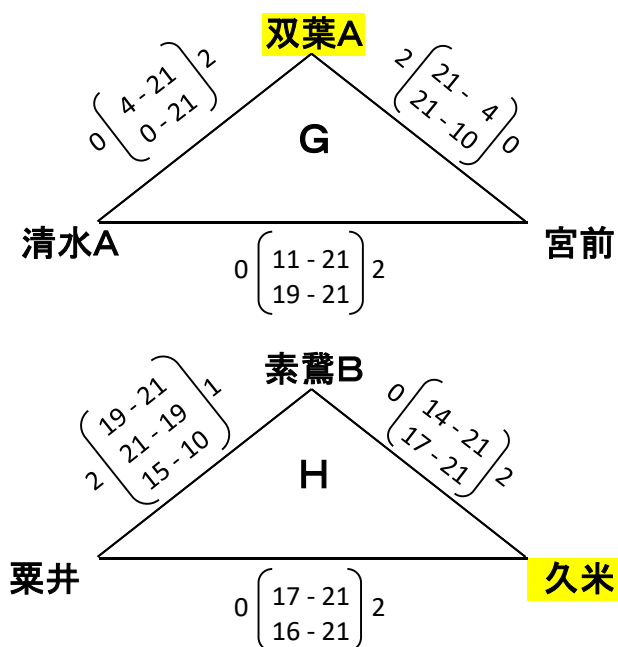 双葉A
0 4 - 21 2
0 - 21
2 21 - 4 0
21 - 10
G
清水A
宮前
0 11 - 21 2
19 - 21
素鵞B
2 19 - 21 1
21 - 19
15 - 10
0 14 - 21 2
17 - 21
H
粟井
久米
0 17 - 21 2
16 - 21